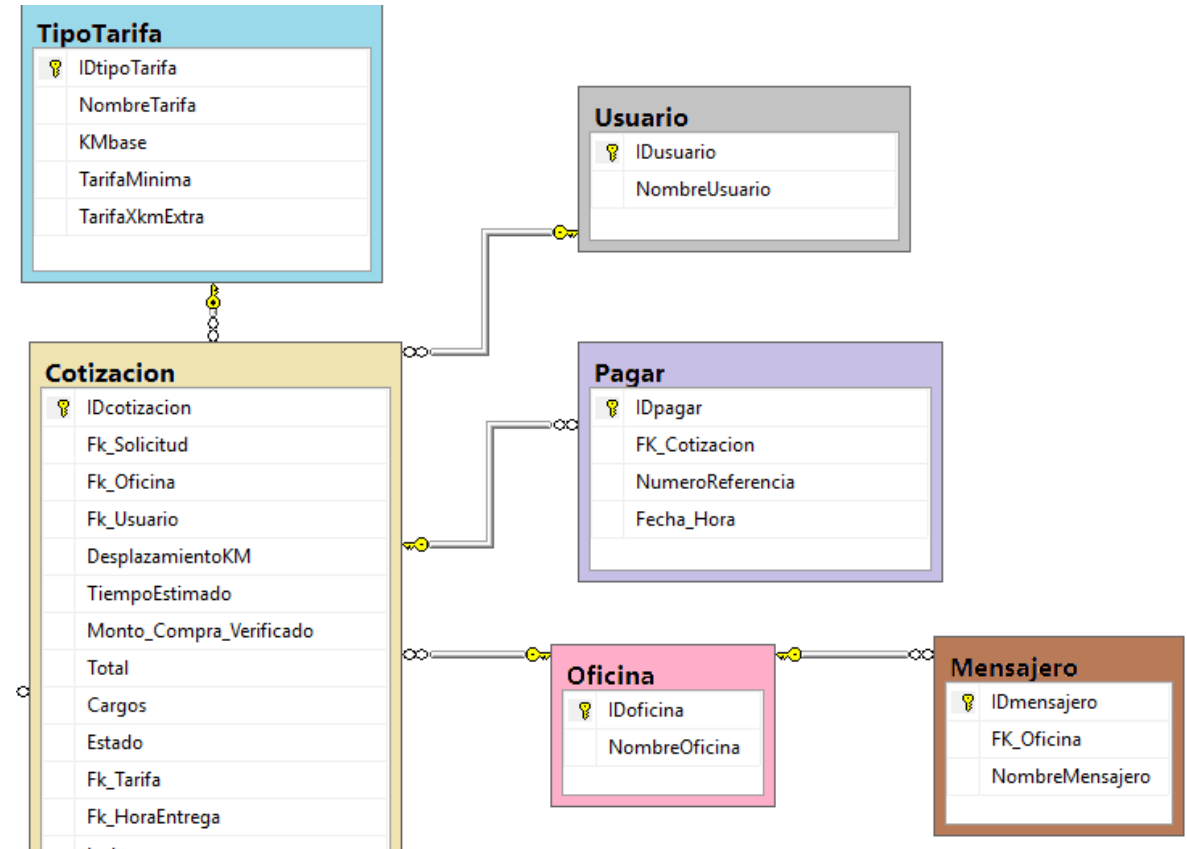 TipoTarifa
IDtipoTarifa
NombreTarifa
KMbase
TarifaMinima
TarifaXkmExtra
Usuario
IDusuario
NombreUsuario
Cotizacion
IDcotizacion
Fk_Solicitud
Fk_Oficina
Fk_Usuario
DesplazamientoKM
TiempoEstimado
Monto_Compra_Verificado
Total
Cargos
Estado
Fk_Tarifa
Fk_HoraEntrega
Pagar
IDpagar
FK_Cotizacion
NumeroReferencia
Fecha_Hora
Oficina
IDoficina
NombreOficina
Mensajero
IDmensajero
FK_Oficina
NombreMensajero